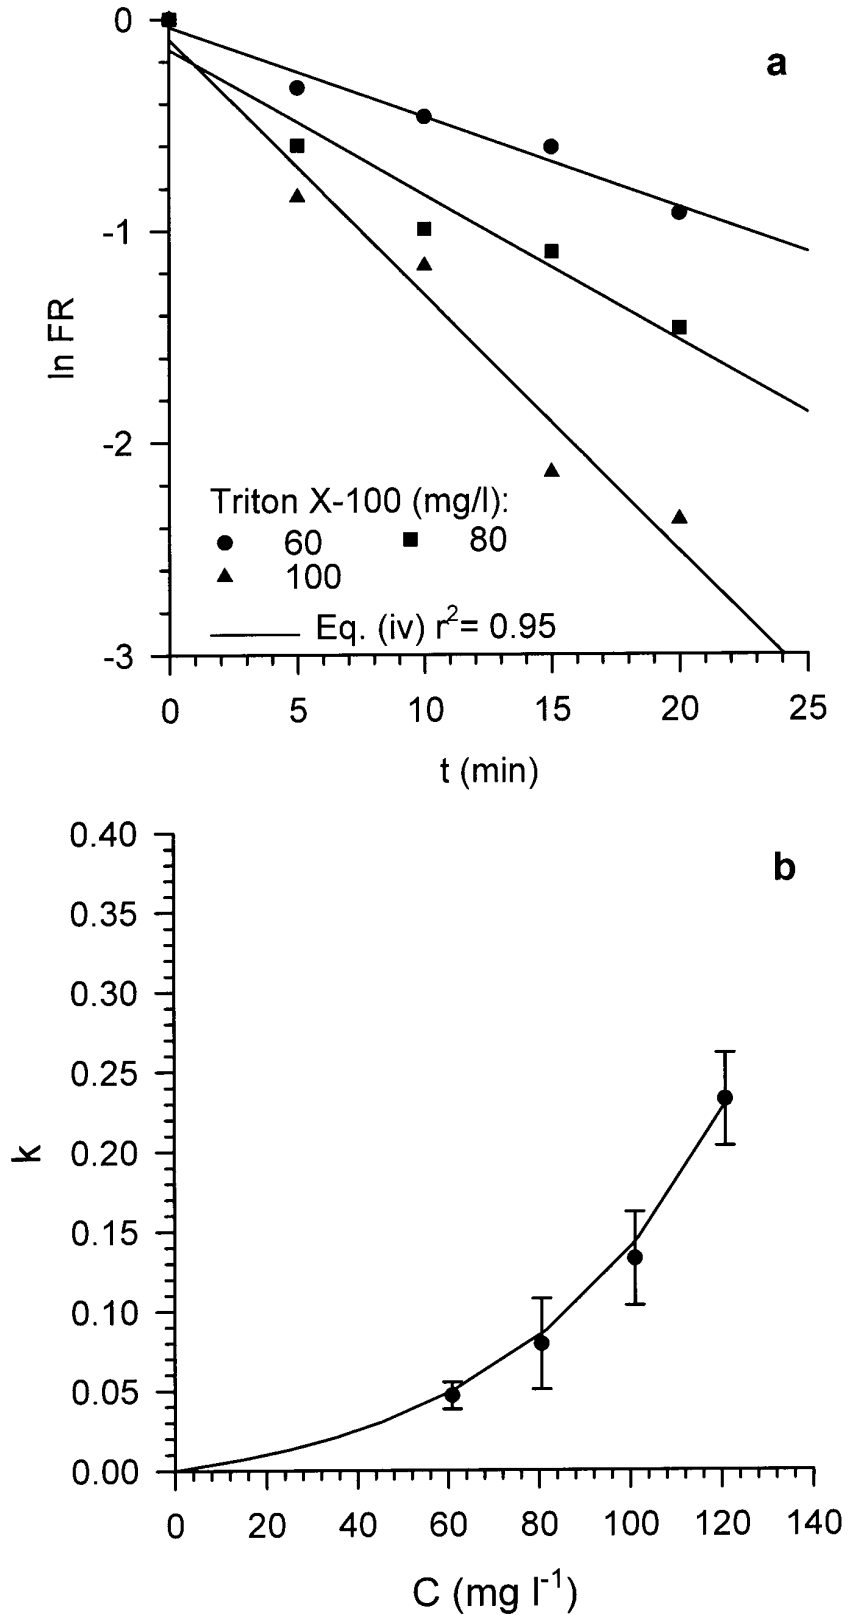 a
0
-1
-2
-3
ln FR
Triton X-100 (mg/l):
60 80
100
Eq. (iv) r²= 0.95
0 5 10 15 20 25
t (min)
b
0.40
0.35
0.30
0.25
0.20
0.15
0.10
0.05
0.00
k
0 20 40 60 80 100 120 140
C (mg l⁻¹)